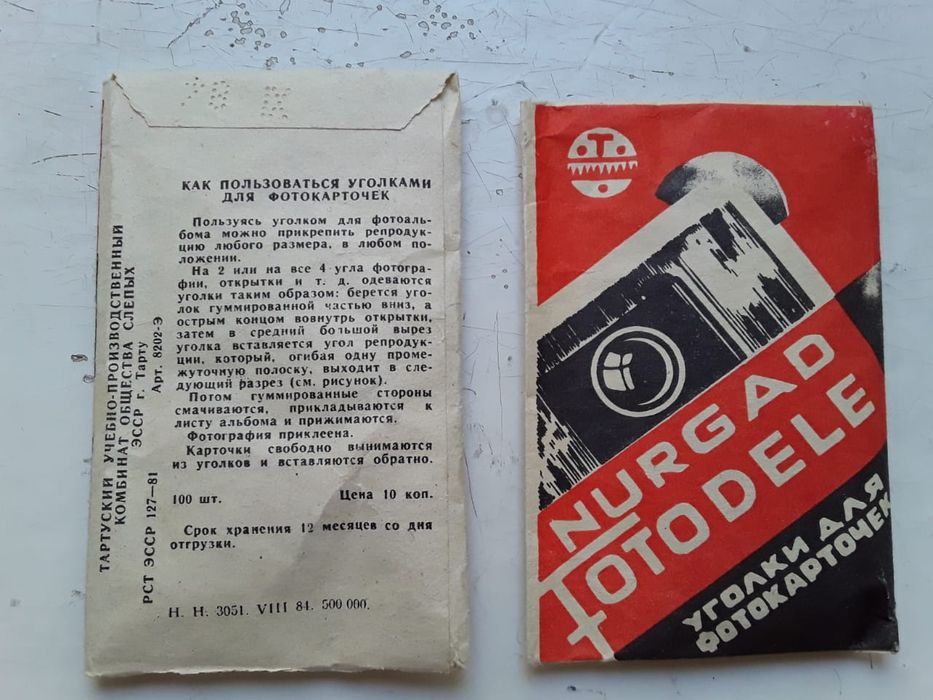 КАК ПОЛЬЗОВАТЬСЯ УГОЛКАМИ
ДЛЯ ФОТОКАРТОЧЕК
Пользуясь уголком для фотоаль-
бома можно прикрепить репродук-
цию любого размера, в любом по-
ложении.
На 2 или на все 4 угла фотогра-
фии, открытки и т. д. одеваются
уголки таким образом: берется уго-
лок гуммированной частью вниз, а
острым концом вовнутрь открытки,
затем в средний большой вырез
уголка вставляется угол репродук-
ции, который, огибая одну проме-
жуточную полоску, выходит в сле-
дующий разрез (см. рисунок).
Потом гуммированные стороны
смачиваются, прикладываются к
листу альбома и прижимаются.
Фотография приклеена.
Карточки свободно вынимаются
из уголков и вставляются обратно.
100 шт. Цена 10 коп.
Срок хранения 12 месяцев со дня
отгрузки.
Н. Н. 3051. VIII 84. 500 000.
ТАРТУСКИЙ УЧЕБНО-ПРОИЗВОДСТВЕННЫЙ
КОМБИНАТ ОБЩЕСТВА СЛЕПЫХ
ЭССР г. Тарту
РСТ ЭССР 127—81 Арт. 8202-Э
T
NURGAD
FOTODELE
УГОЛКИ ДЛЯ
ФОТОКАРТОЧЕК